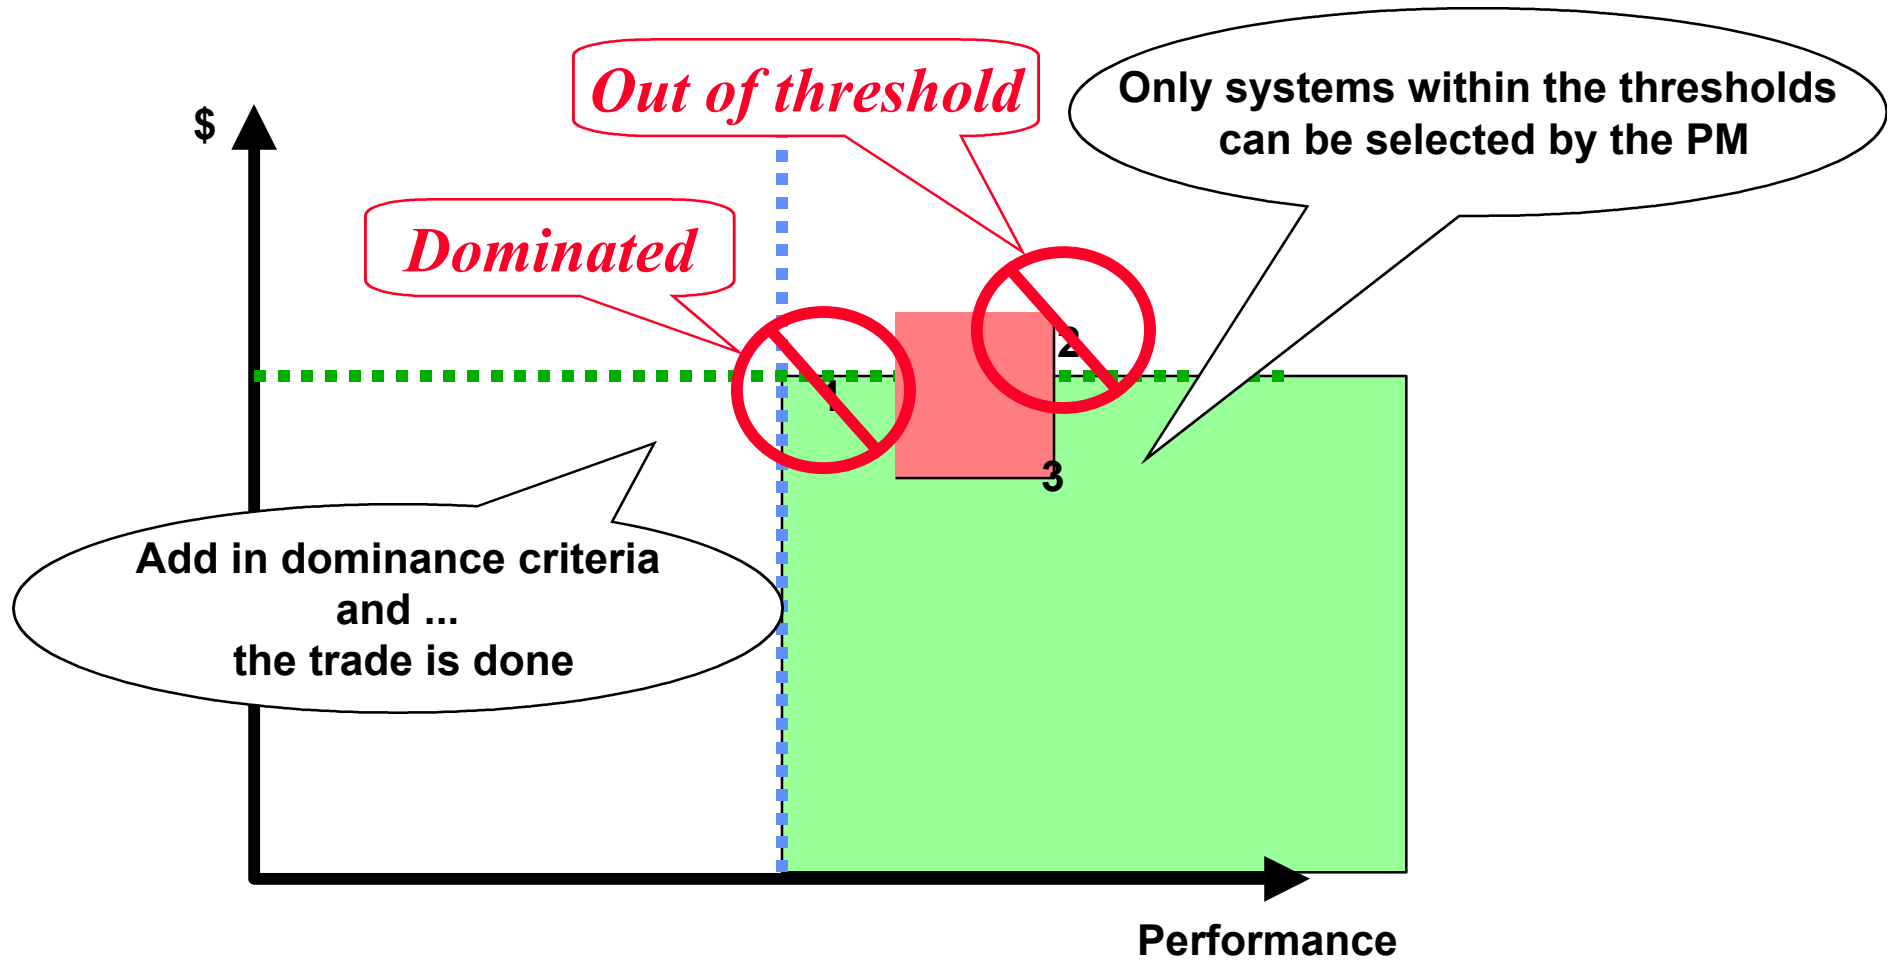 Out of threshold
Only systems within the thresholds
can be selected by the PM
$
Dominated
2
1
3
Add in dominance criteria
and ...
the trade is done
Performance